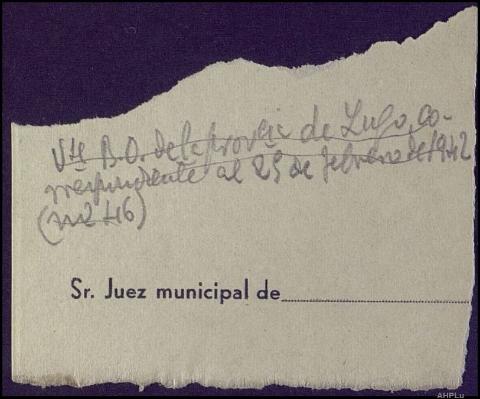 Vid B.O. de la provinc de Lugo, co-
rrespondiente al 25 de febrero de 1942
(nº 46)
Sr. Juez municipal de
AHPLu